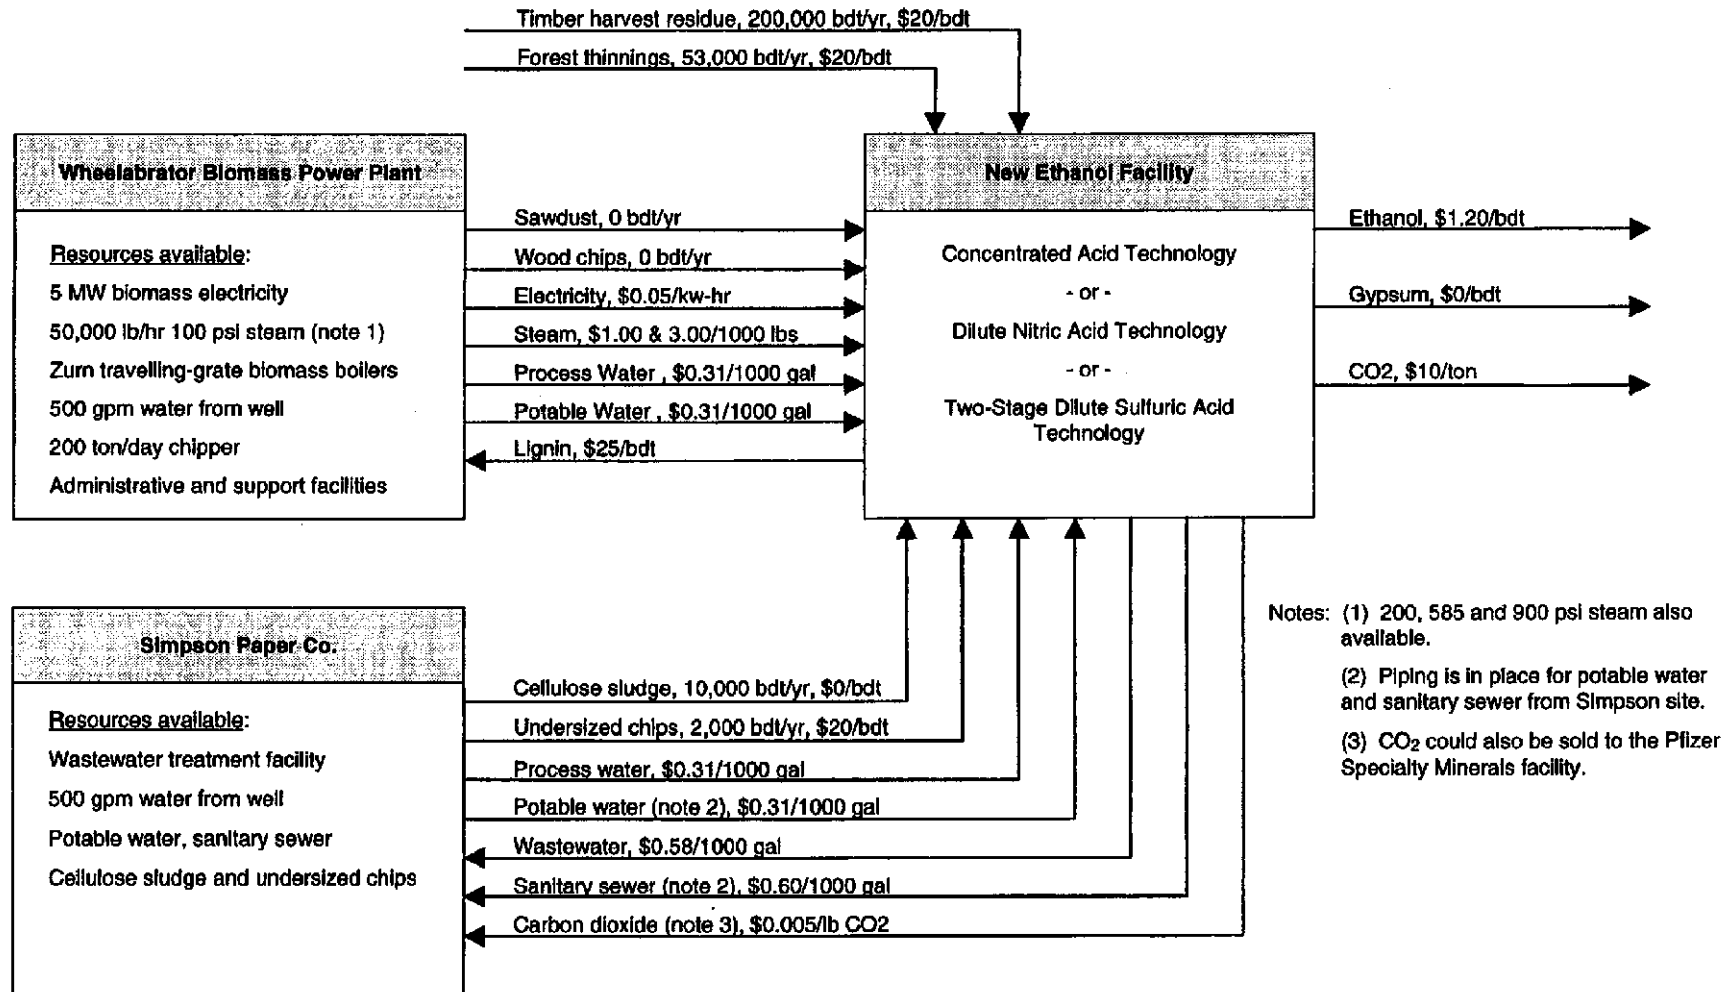 Timber harvest residue, 200,000 bdt/yr, $20/bdt
Forest thinnings, 53,000 bdt/yr, $20/bdt
Wheelabrator Biomass Power Plant
Resources available:
5 MW biomass electricity
50,000 lb/hr 100 psi steam (note 1)
Zurn travelling-grate biomass boilers
500 gpm water from well
200 ton/day chipper
Administrative and support facilities
Sawdust, 0 bdt/yr
Wood chips, 0 bdt/yr
Electricity, $0.05/kw-hr
Steam, $1.00 & 3.00/1000 lbs
Process Water , $0.31/1000 gal
Potable Water , $0.31/1000 gal
Lignin, $25/bdt
New Ethanol Facility
Concentrated Acid Technology
- or -
Dilute Nitric Acid Technology
- or -
Two-Stage Dilute Sulfuric Acid
Technology
Ethanol, $1.20/bdt
Gypsum, $0/bdt
CO2, $10/ton
Simpson Paper Co.
Resources available:
Wastewater treatment facility
500 gpm water from well
Potable water, sanitary sewer
Cellulose sludge and undersized chips
Cellulose sludge, 10,000 bdt/yr, $0/bdt
Undersized chips, 2,000 bdt/yr, $20/bdt
Process water, $0.31/1000 gal
Potable water (note 2), $0.31/1000 gal
Wastewater, $0.58/1000 gal
Sanitary sewer (note 2), $0.60/1000 gal
Carbon dioxide (note 3), $0.005/lb CO2
Notes: (1) 200, 585 and 900 psi steam also
available.
(2) Piping is in place for potable water
and sanitary sewer from Simpson site.
(3) CO2 could also be sold to the Pfizer
Specialty Minerals facility.